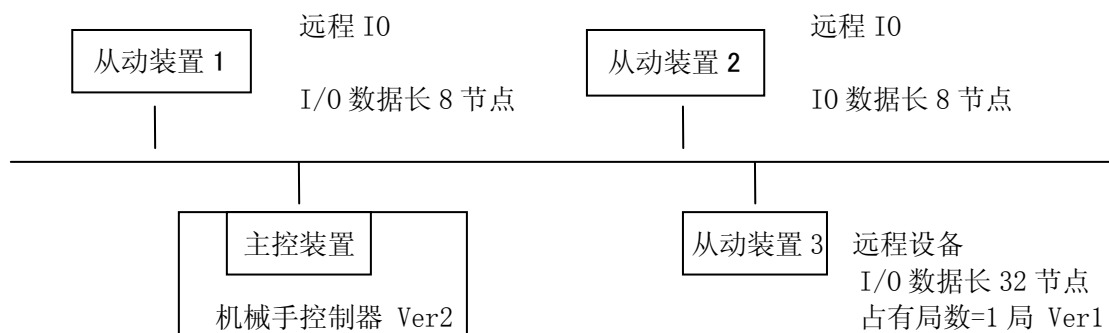 远程 IO
从动装置 1
I/O 数据长 8 节点
远程 IO
从动装置 2
IO 数据长 8 节点
主控装置
机械手控制器 Ver2
从动装置 3
远程设备
I/O 数据长 32 节点
占有局数=1 局 Ver1